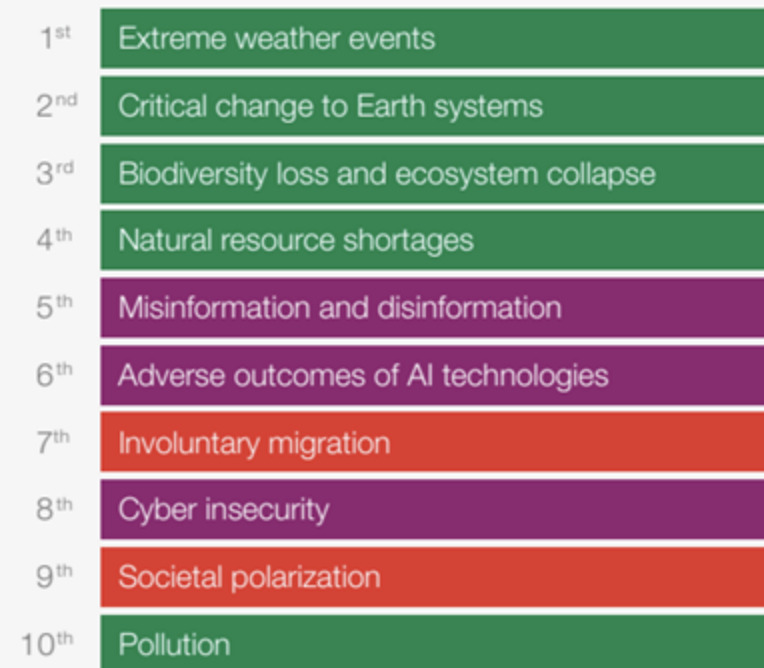 1st Extreme weather events
2nd Critical change to Earth systems
3rd Biodiversity loss and ecosystem collapse
4th Natural resource shortages
5th Misinformation and disinformation
6th Adverse outcomes of AI technologies
7th Involuntary migration
8th Cyber insecurity
9th Societal polarization
10th Pollution